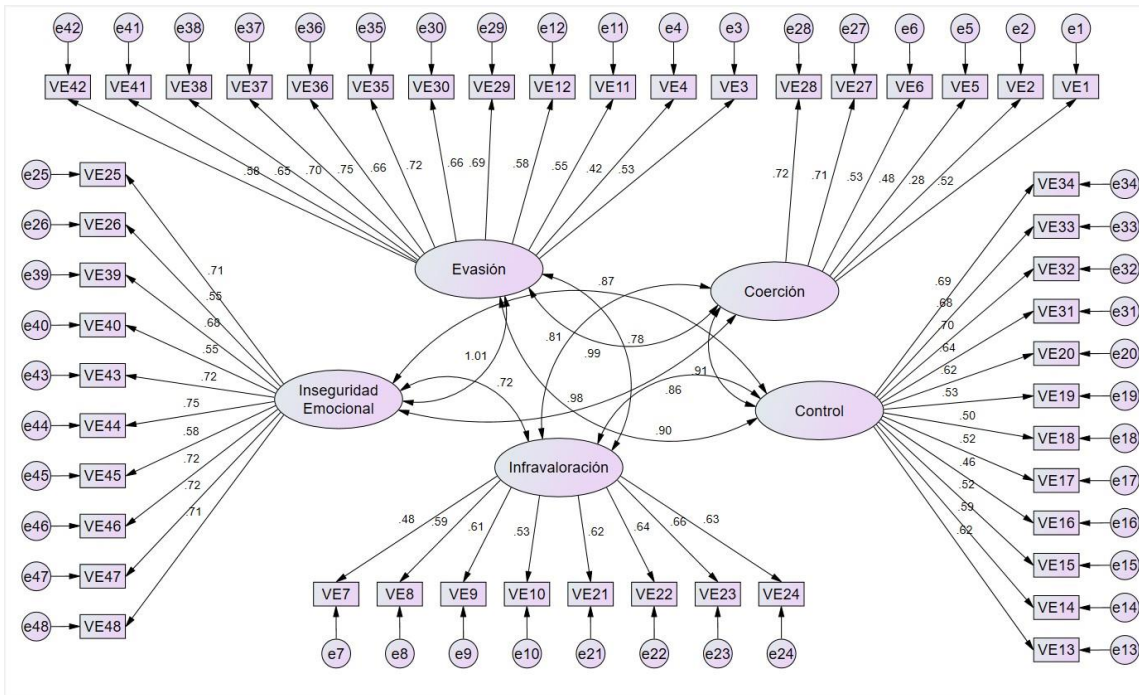 e42 e41 e38 e37 e36 e35 e30 e29 e12 e11 e4 e3 e28 e27 e6 e5 e2 e1
VE42 VE41 VE38 VE37 VE36 VE35 VE30 VE29 VE12 VE11 VE4 VE3 VE28 VE27 VE6 VE5 VE2 VE1
.58 .65 .70 .75 .66 .72 .66 .69 .58 .55 .42 .53 .72 .71 .53 .48 .28 .52
e25 VE25
e26 VE26
e39 VE39
e40 VE40
e43 VE43
e44 VE44
e45 VE45
e46 VE46
e47 VE47
e48 VE48
.71
.55
.68
.55
.72
.75
.58
.72
.72
.71
Evasión
Coerción
Inseguridad
Emocional
Control
Infravaloración
.87
.81 .99 .78
1.01
.72
.98
.86
.91
.90
VE34 e34
VE33 e33
VE32 e32
VE31 e31
VE20 e20
VE19 e19
VE18 e18
VE17 e17
VE16 e16
VE15 e15
VE14 e14
VE13 e13
.69
.68
.70
.64
.62
.53
.50
.52
.46
.52
.59
.62
.48 .59 .61 .53 .62 .64 .66 .63
VE7 VE8 VE9 VE10 VE21 VE22 VE23 VE24
e7 e8 e9 e10 e21 e22 e23 e24